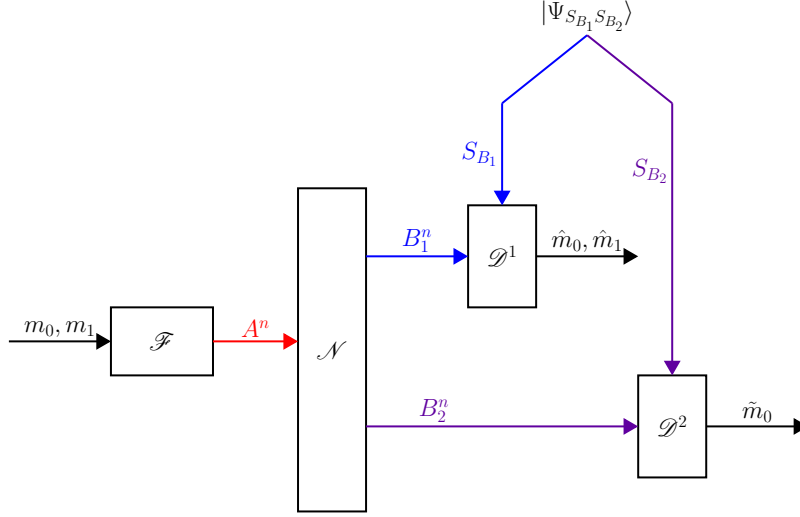 |Ψ_{S_{B_1}S_{B_2}}⟩
S_{B_1}
S_{B_2}
B_1^n
𝒟^1
m̂_0, m̂_1
m_0, m_1
ℱ
A^n
𝒩
B_2^n
𝒟^2
m̃_0